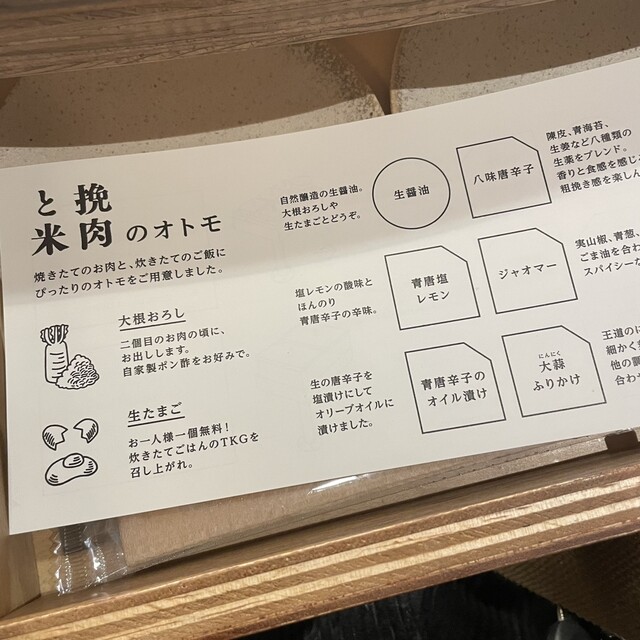 挽肉と米のオトモ
焼きたてのお肉と、炊きたてのご飯に
ぴったりのオトモをご用意しました。
大根おろし
二個目のお肉の頃に、
お出しします。
自家製ポン酢をお好みで。
生たまご
お一人様一個無料!
炊きたてごはんのTKGを
召し上がれ。
自然醸造の生醤油。
大根おろしや
生たまごとどうぞ。
生醤油
八味唐辛子
陳皮、青海苔、
生姜など八種類の
生薬をブレンド。
香りと食感を感じ
粗挽き感を楽しん
塩レモンの酸味と
ほんのり
青唐辛子の辛味。
青唐塩
レモン
ジャオマー
実山椒、青葱、
ごま油を合わ
スパイシーな
生の唐辛子を
塩漬けにして
オリーブオイルに
漬けました。
青唐辛子の
オイル漬け
にんにく
大蒜
ふりかけ
王道のに
細かく
他の
合わ